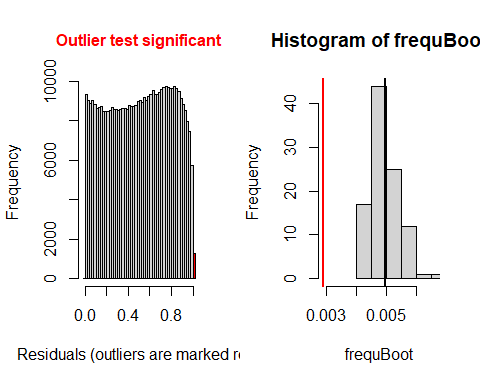 Outlier test significant
Frequency
0
2000
6000
10000
0.0
0.4
0.8
Residuals (outliers are marked re
Histogram of frequBoo
Frequency
0
10
20
30
40
0.003
0.005
frequBoot